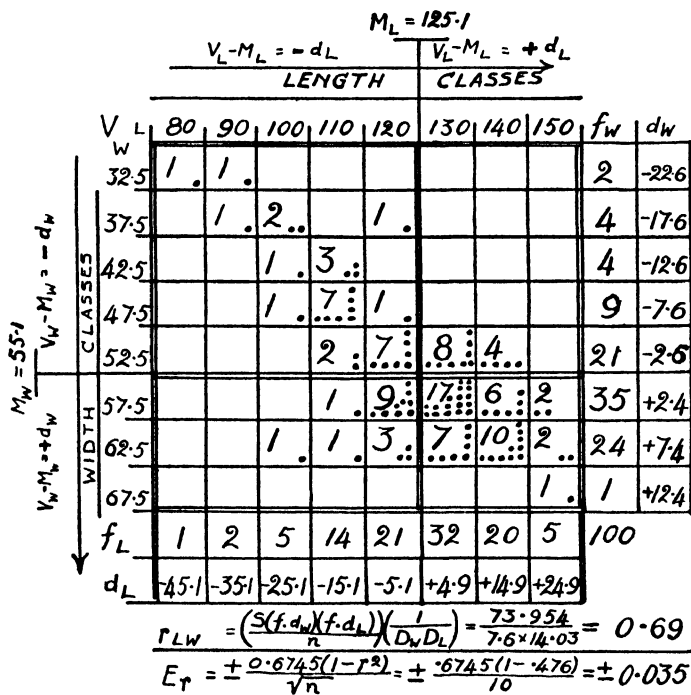 M_L = 125·1
V_L-M_L = - d_L V_L-M_L = + d_L
LENGTH CLASSES
V L W 80 90 100 110 120 130 140 150 f_W d_W
32·5 1 1 2 -22·6
37·5 1 2 1 4 -17·6
42·5 1 3 4 -12·6
47·5 1 7 1 9 -7·6
52·5 2 7 8 4 21 -2·6
57·5 1 9 17 6 2 35 +2·4
62·5 1 1 3 7 10 2 24 +7·4
67·5 1 1 +12·4
f_L 1 2 5 14 21 32 20 5 100
d_L -45·1 -35·1 -25·1 -15·1 -5·1 +4·9 +14·9 +24·9
M_W = 55·1
V_W-M_W = - d_W
V_W-M_W = + d_W
WIDTH CLASSES
r_LW = (S(f·d_W)(f·d_L))/n)(1/D_W D_L) = 73·954/7·6×14·03 = 0·69
E_r = ± 0·6745(1-r²)/√n = ± ·6745(1-·476)/10 = ± 0·035